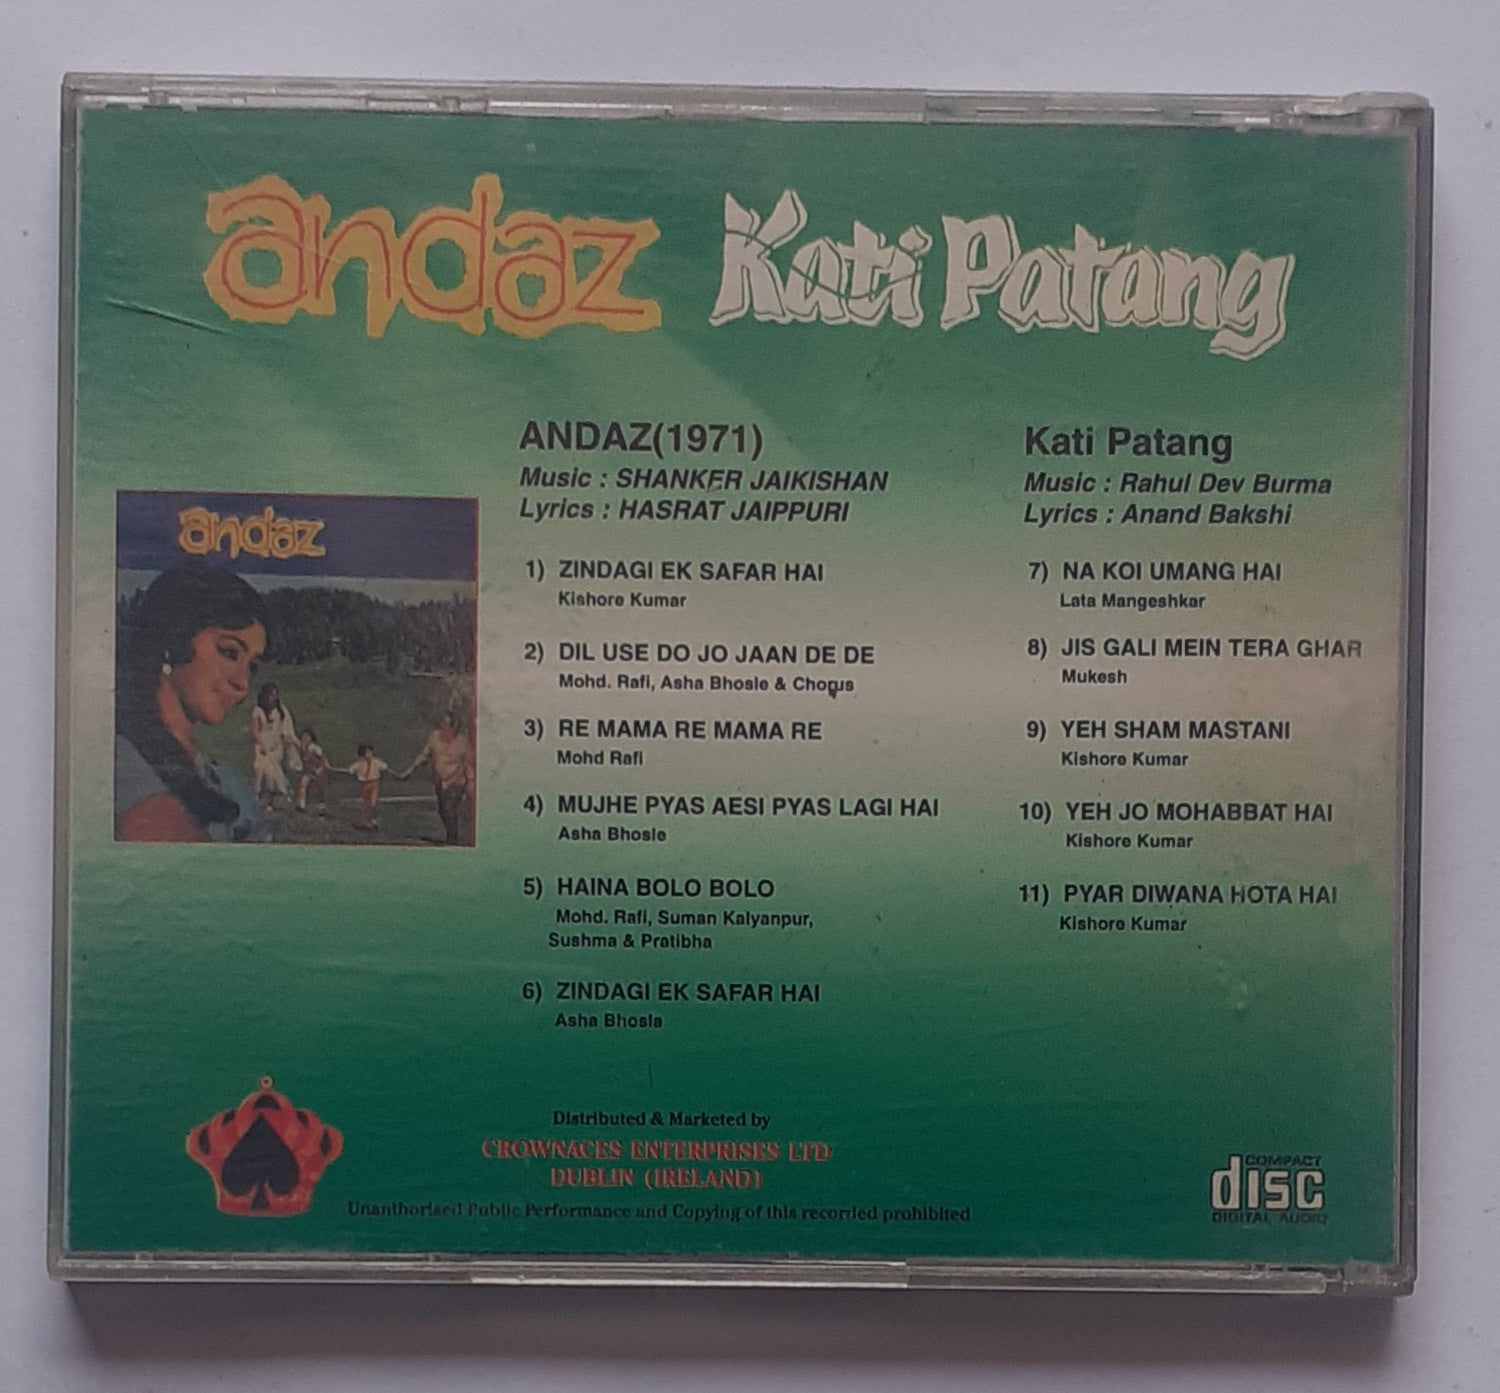 andaz
Kati Patang
ANDAZ(1971)
Music : SHANKER JAIKISHAN
Lyrics : HASRAT JAIPPURI
1) ZINDAGI EK SAFAR HAI
Kishore Kumar
2) DIL USE DO JO JAAN DE DE
Mohd. Rafi, Asha Bhosle & Chorus
3) RE MAMA RE MAMA RE
Mohd Rafi
4) MUJHE PYAS AESI PYAS LAGI HAI
Asha Bhosle
5) HAINA BOLO BOLO
Mohd. Rafi, Suman Kalyanpur,
Sushma & Pratibha
6) ZINDAGI EK SAFAR HAI
Asha Bhosla
Kati Patang
Music : Rahul Dev Burma
Lyrics : Anand Bakshi
7) NA KOI UMANG HAI
Lata Mangeshkar
8) JIS GALI MEIN TERA GHAR
Mukesh
9) YEH SHAM MASTANI
Kishore Kumar
10) YEH JO MOHABBAT HAI
Kishore Kumar
11) PYAR DIWANA HOTA HAI
Kishore Kumar
andaz
Distributed & Marketed by
CROWNACES ENTERPRISES LTD
DUBLIN (IRELAND)
Unanthorised Public Performance and Copying of this recorded prohibited
COMPACT
disc
DIGITAL AUDIO